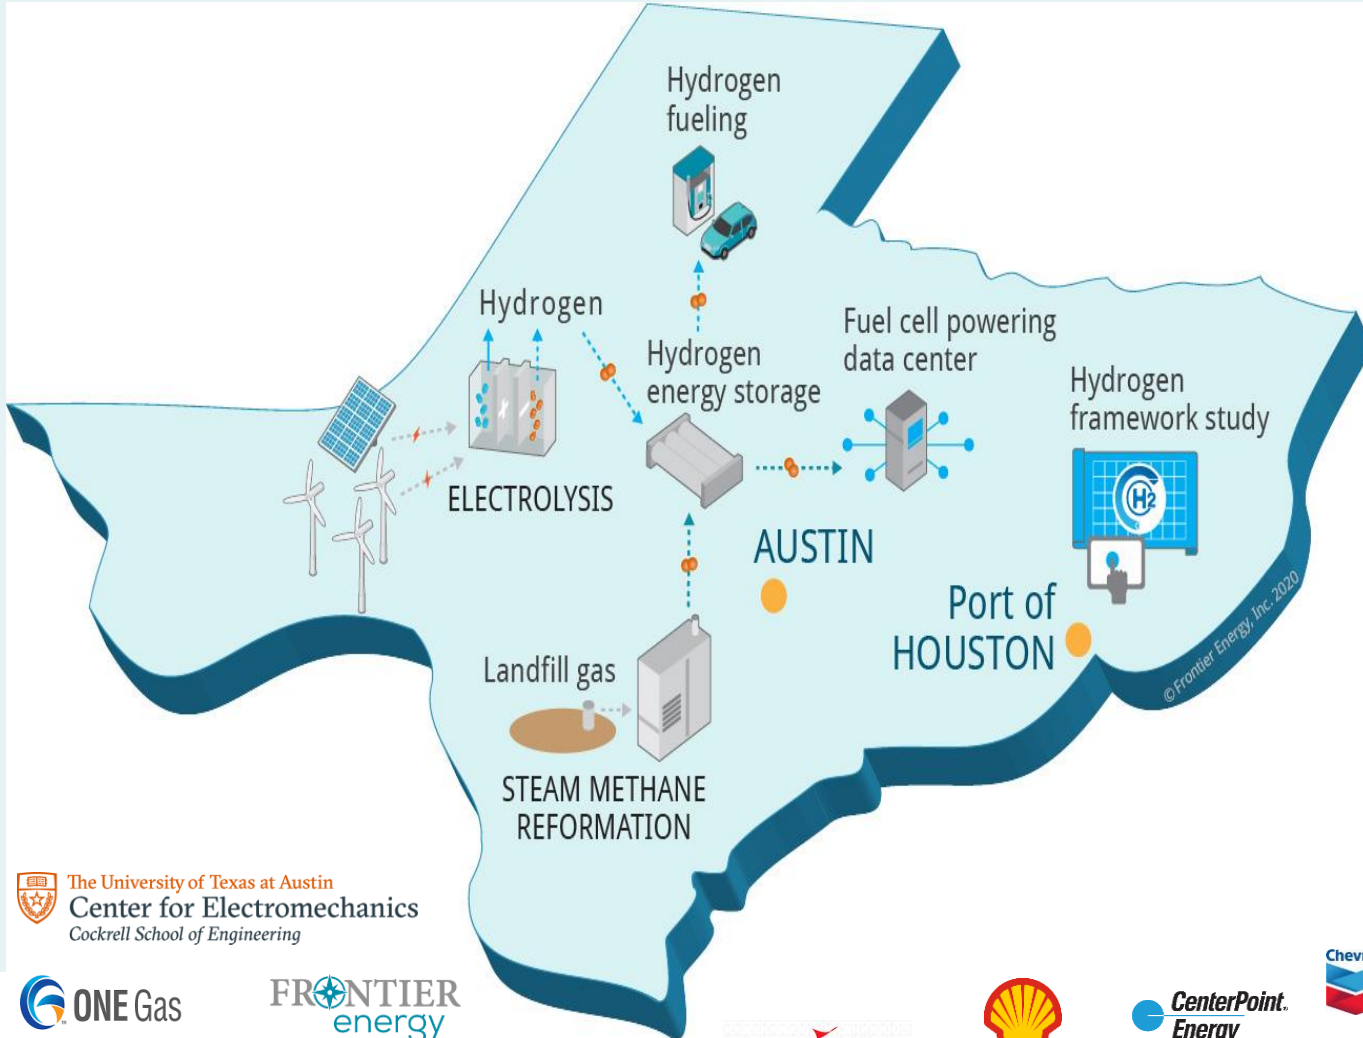 Hydrogen
fueling
Hydrogen
Hydrogen
energy storage
Fuel cell powering
data center
Hydrogen
framework study
H2
ELECTROLYSIS
AUSTIN
Port of
HOUSTON
Landfill gas
STEAM METHANE
REFORMATION
© Frontier Energy, Inc. 2020
The University of Texas at Austin
Center for Electromechanics
Cockrell School of Engineering
ONE Gas
FRONTIER
energy
CenterPoint.
Energy